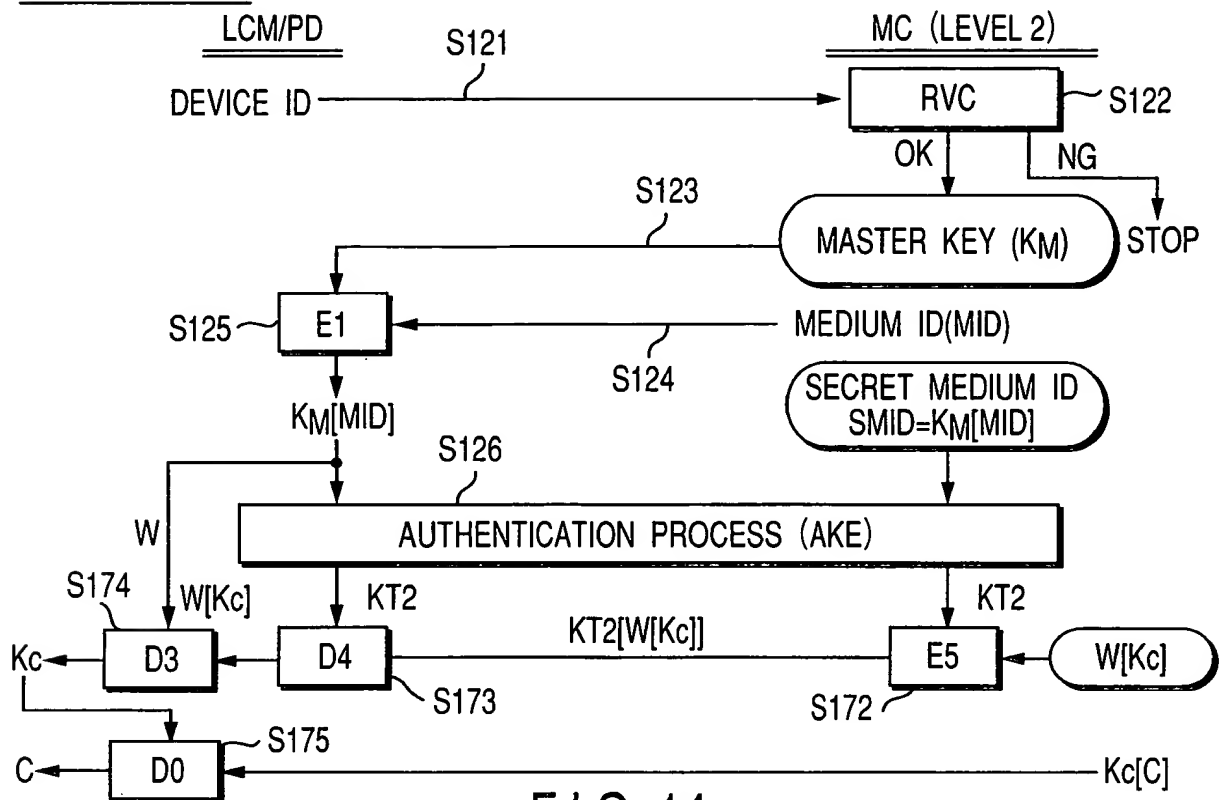 LCM/PD
MC (LEVEL 2)
S121
DEVICE ID
RVC
S122
OK
NG
S123
MASTER KEY (KM)
STOP
S125
E1
MEDIUM ID(MID)
S124
KM[MID]
SECRET MEDIUM ID
SMID=KM[MID]
S126
W
AUTHENTICATION PROCESS (AKE)
S174
W[Kc]
KT2
KT2[W[Kc]]
KT2
Kc
D3
D4
E5
W[Kc]
S173
S172
S175
C
D0
Kc[C]